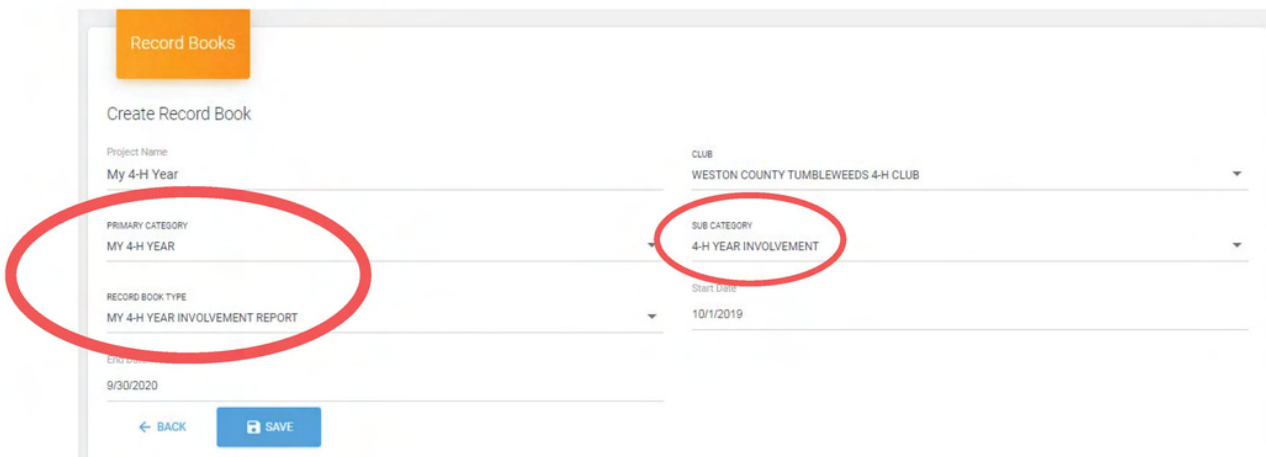 Record Books
Create Record Book
Project Name
My 4-H Year
CLUB
WESTON COUNTY TUMBLEWEEDS 4-H CLUB
PRIMARY CATEGORY
MY 4-H YEAR
SUB CATEGORY
4-H YEAR INVOLVEMENT
RECORD BOOK TYPE
MY 4-H YEAR INVOLVEMENT REPORT
Start Date
10/1/2019
End Date
9/30/2020
← BACK
SAVE